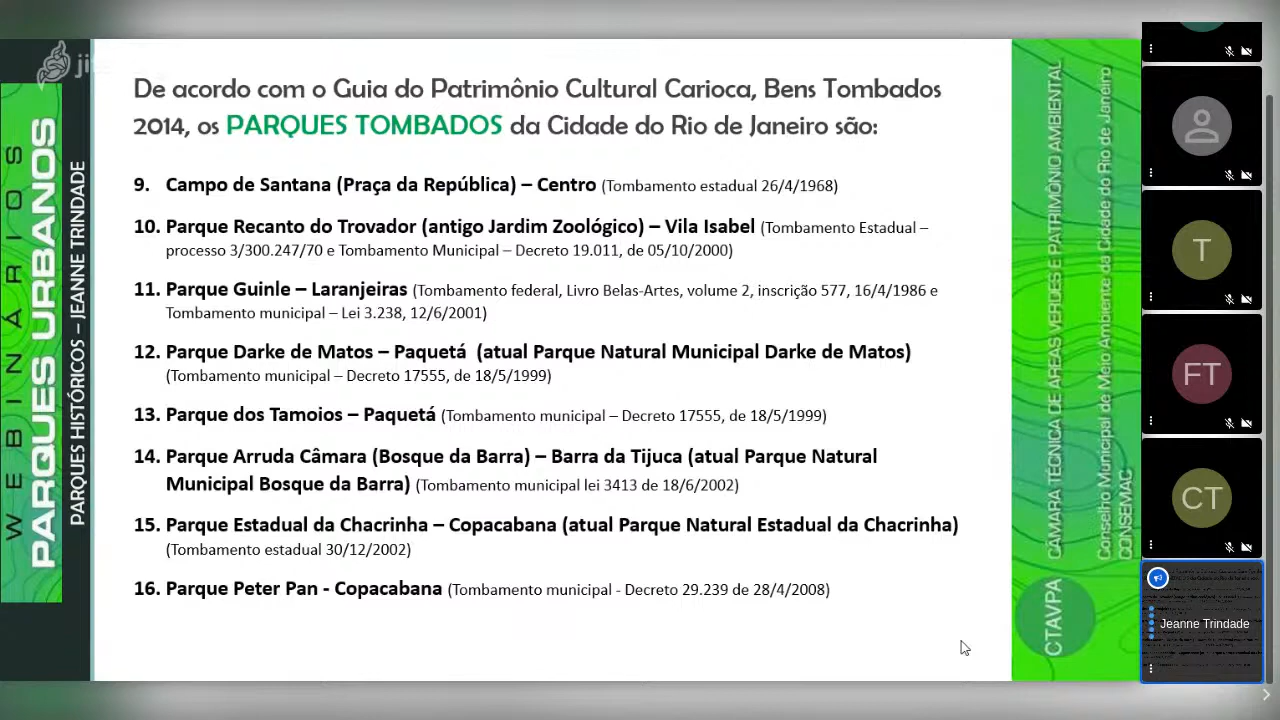 ji
WEBINÁRIOS
PARQUES URBANOS
PARQUES HISTÓRICOS – JEANNE TRINDADE
De acordo com o Guia do Patrimônio Cultural Carioca, Bens Tombados
2014, os PARQUES TOMBADOS da Cidade do Rio de Janeiro são:
9. Campo de Santana (Praça da República) – Centro (Tombamento estadual 26/4/1968)
10. Parque Recanto do Trovador (antigo Jardim Zoológico) – Vila Isabel (Tombamento Estadual –
processo 3/300.247/70 e Tombamento Municipal – Decreto 19.011, de 05/10/2000)
11. Parque Guinle – Laranjeiras (Tombamento federal, Livro Belas-Artes, volume 2, inscrição 577, 16/4/1986 e
Tombamento municipal – Lei 3.238, 12/6/2001)
12. Parque Darke de Matos – Paquetá (atual Parque Natural Municipal Darke de Matos)
(Tombamento municipal – Decreto 17555, de 18/5/1999)
13. Parque dos Tamoios – Paquetá (Tombamento municipal – Decreto 17555, de 18/5/1999)
14. Parque Arruda Câmara (Bosque da Barra) – Barra da Tijuca (atual Parque Natural
Municipal Bosque da Barra) (Tombamento municipal lei 3413 de 18/6/2002)
15. Parque Estadual da Chacrinha – Copacabana (atual Parque Natural Estadual da Chacrinha)
(Tombamento estadual 30/12/2002)
16. Parque Peter Pan - Copacabana (Tombamento municipal - Decreto 29.239 de 28/4/2008)
CTAVPA
CÂMARA TÉCNICA DE ÁREAS VERDES E PATRIMÔNIO AMBIENTAL
Conselho Municipal de Meio Ambiente da Cidade do Rio de Janeiro
CONSEMAC
T
FT
CT
Jeanne Trindade